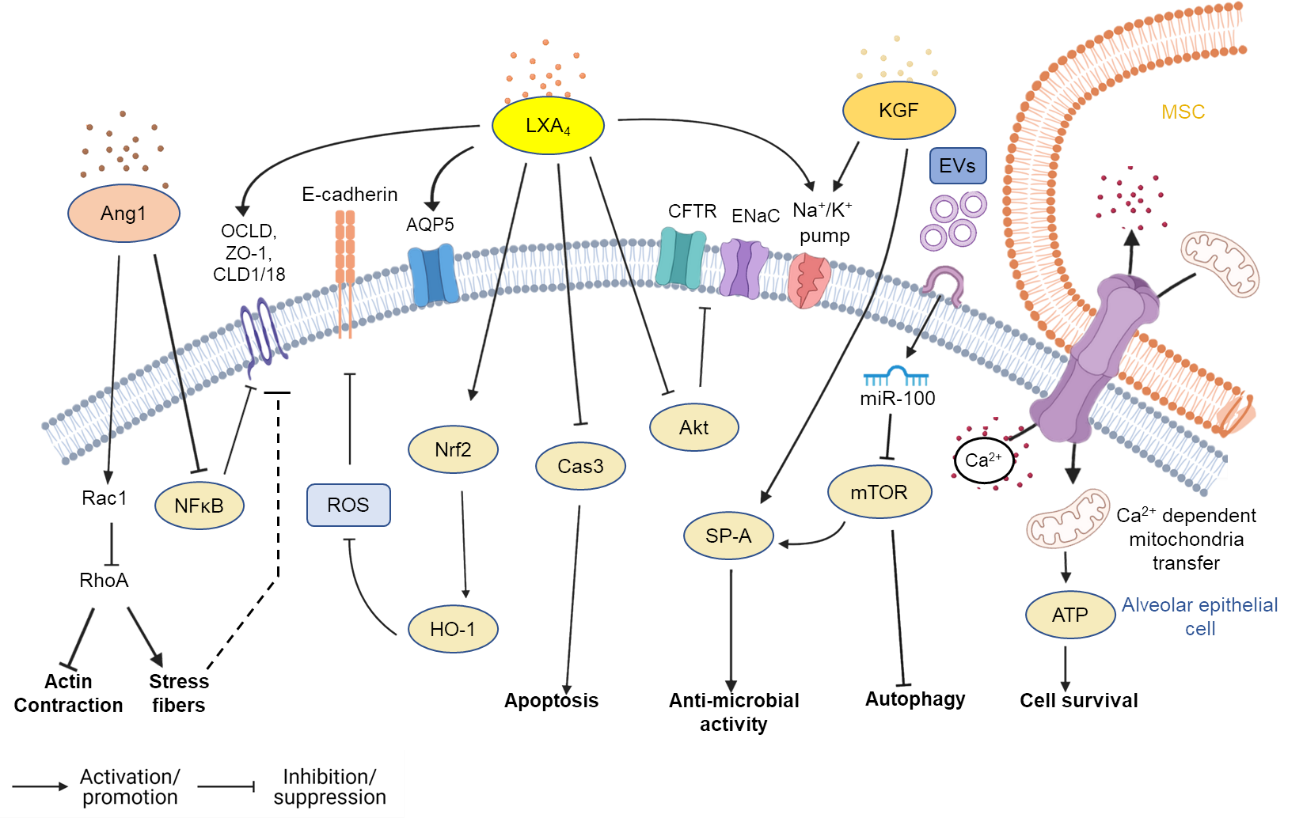 LXA₄
KGF
MSC
EVs
Ang1
E-cadherin
AQP5
CFTR
ENaC
Na⁺/K⁺
pump
OCLD,
ZO-1,
CLD1/18
miR-100
Akt
Nrf2
Cas3
Ca²⁺
Rac1
NFκB
ROS
mTOR
SP-A
Ca²⁺ dependent
mitochondria
transfer
RhoA
HO-1
ATP
Alveolar epithelial
cell
Actin
Contraction
Stress
fibers
Apoptosis
Anti-microbial
activity
Autophagy
Cell survival
Activation/
promotion
Inhibition/
suppression